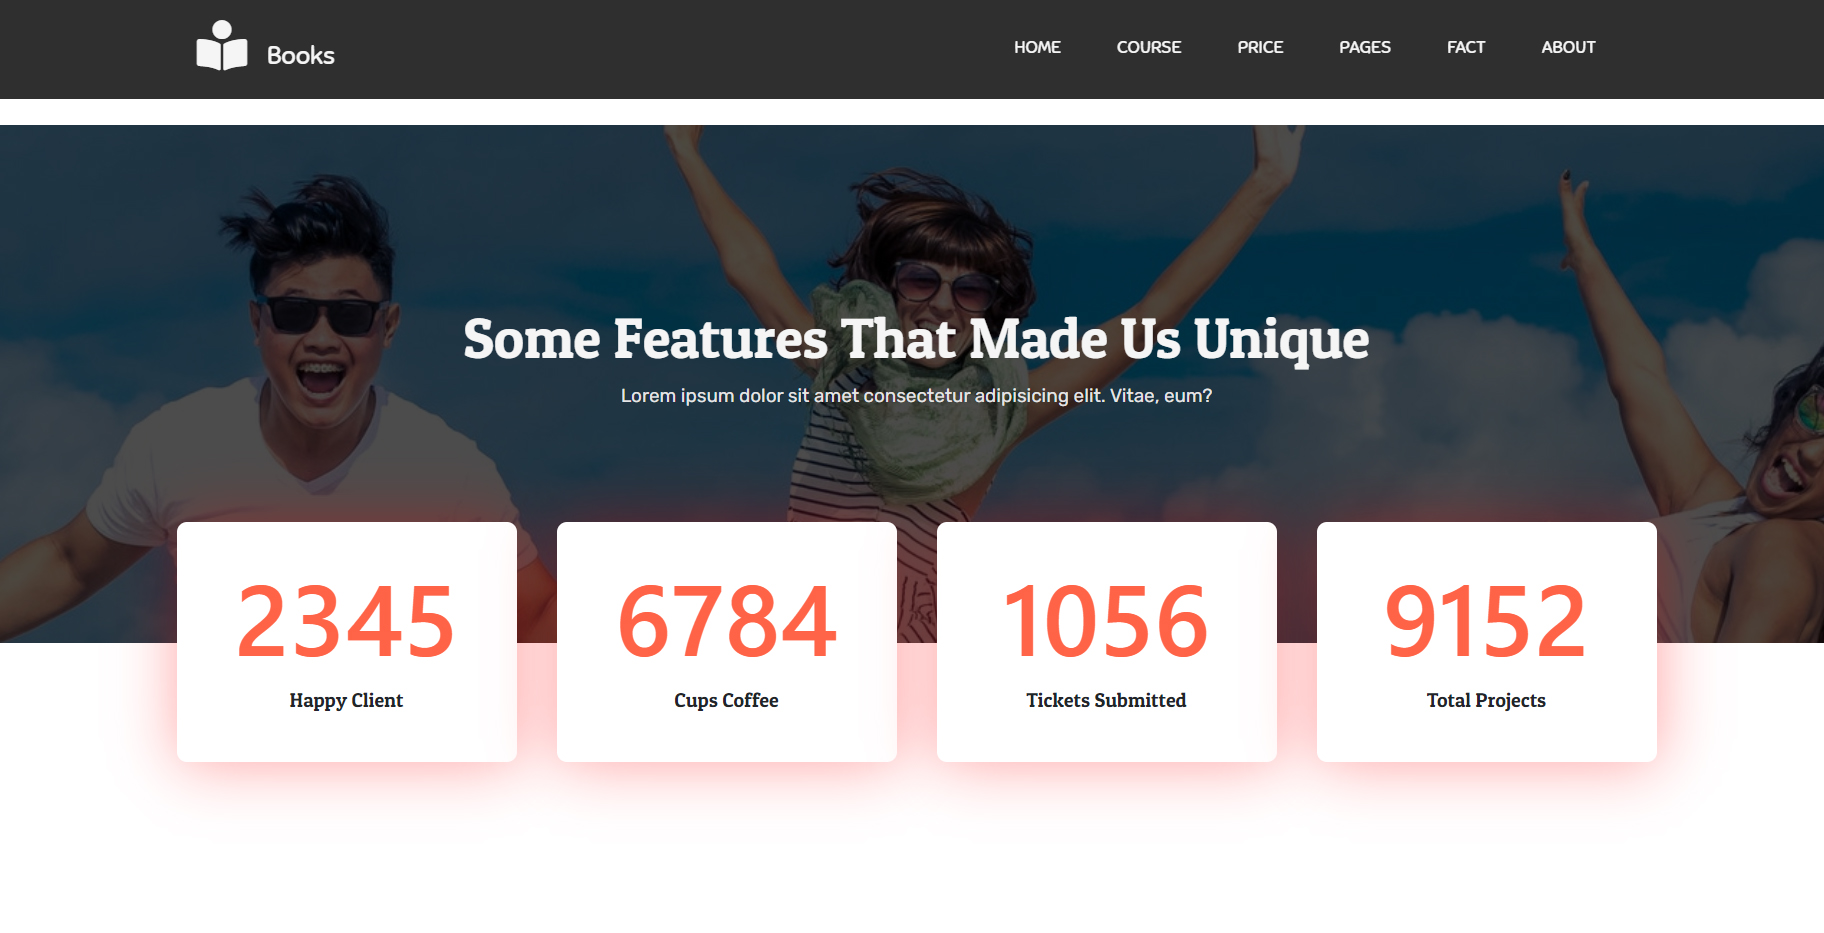 Books
HOME COURSE PRICE PAGES FACT ABOUT
Some Features That Made Us Unique
Lorem ipsum dolor sit amet consectetur adipisicing elit. Vitae, eum?
2345 6784 1056 9152
Happy Client Cups Coffee Tickets Submitted Total Projects